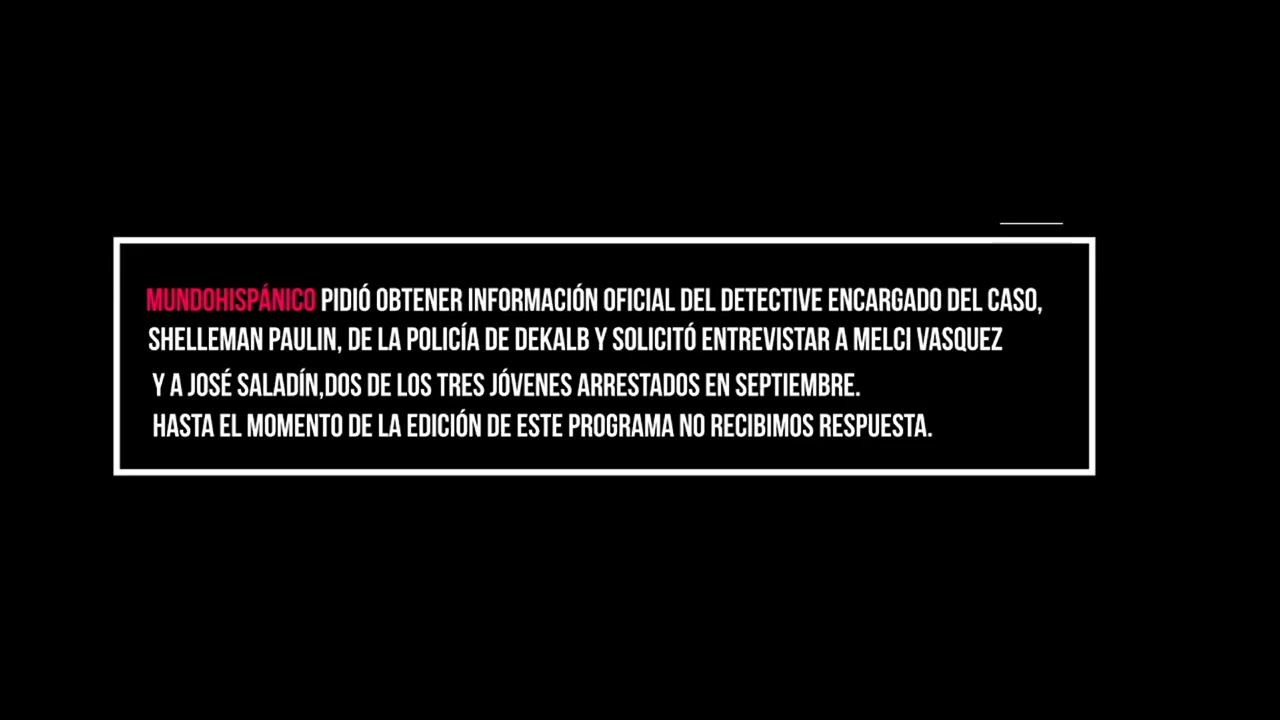 MUNDOHISPÁNICO PIDIÓ OBTENER INFORMACIÓN OFICIAL DEL DETECTIVE ENCARGADO DEL CASO,
SHELLEMAN PAULIN, DE LA POLICÍA DE DEKALB Y SOLICITÓ ENTREVISTAR A MELCI VASQUEZ
Y A JOSÉ SALADÍN,DOS DE LOS TRES JÓVENES ARRESTADOS EN SEPTIEMBRE.
HASTA EL MOMENTO DE LA EDICIÓN DE ESTE PROGRAMA NO RECIBIMOS RESPUESTA.